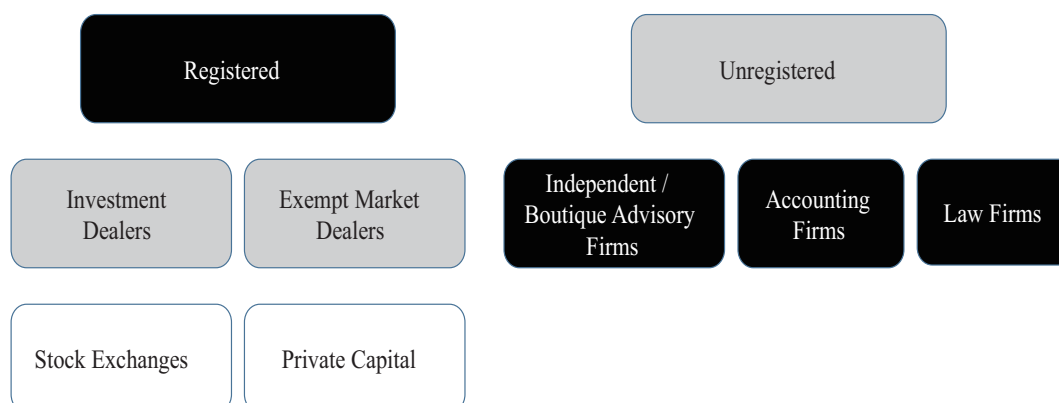 Registered
Unregistered
Investment
Dealers
Exempt Market
Dealers
Independent /
Boutique Advisory
Firms
Accounting
Firms
Law Firms
Stock Exchanges
Private Capital